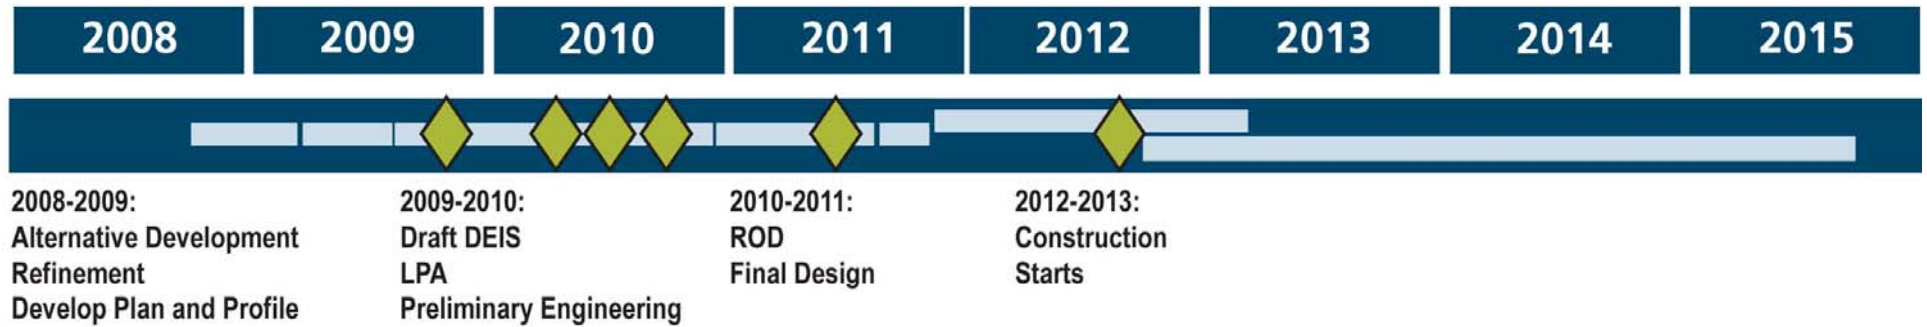 2008 2009 2010 2011 2012 2013 2014 2015
2008-2009:
Alternative Development
Refinement
Develop Plan and Profile
2009-2010:
Draft DEIS
LPA
Preliminary Engineering
2010-2011:
ROD
Final Design
2012-2013:
Construction
Starts